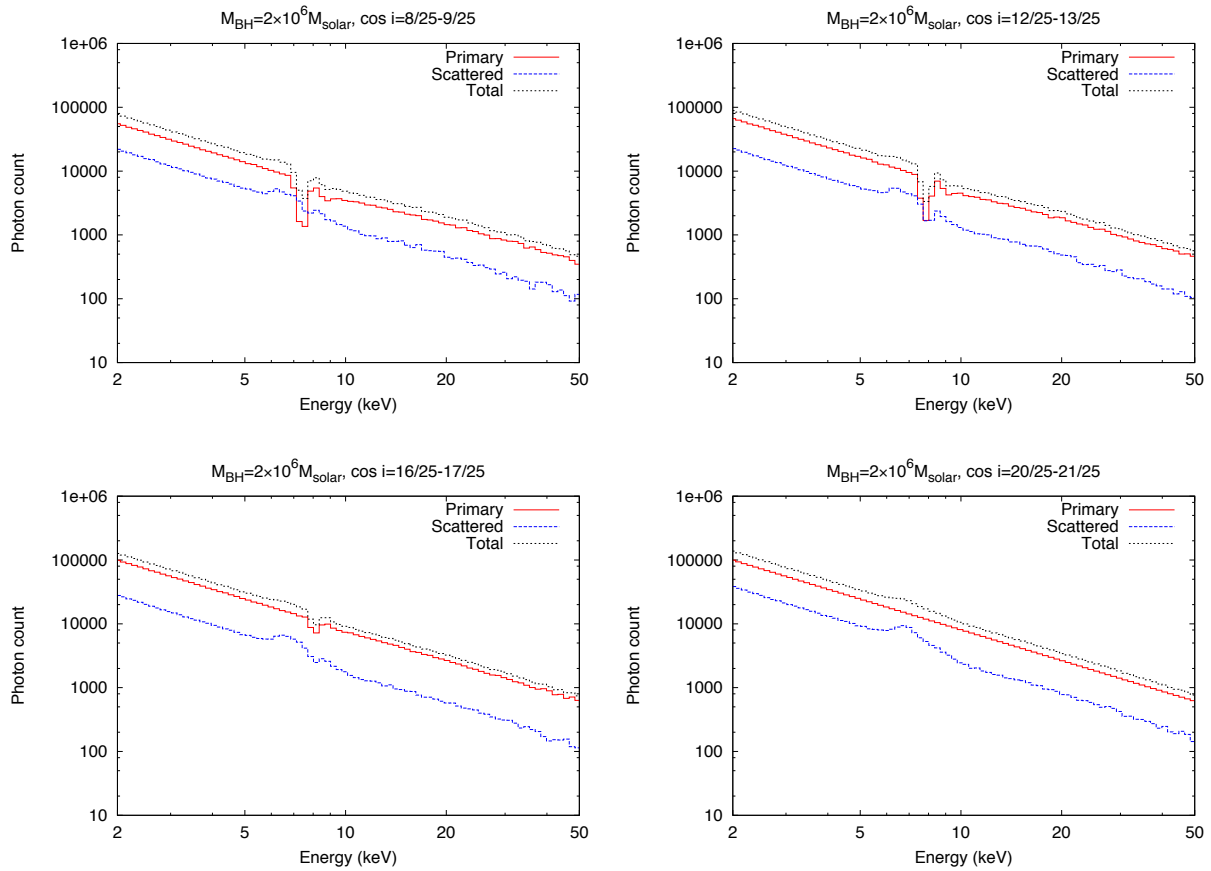 M_BH=2×10^6M_solar, cos i=8/25-9/25
Primary
Scattered
Total
1e+06
100000
10000
1000
100
10
Photon count
2 5 10 20 50
Energy (keV)
M_BH=2×10^6M_solar, cos i=12/25-13/25
Primary
Scattered
Total
1e+06
100000
10000
1000
100
10
Photon count
2 5 10 20 50
Energy (keV)
M_BH=2×10^6M_solar, cos i=16/25-17/25
Primary
Scattered
Total
1e+06
100000
10000
1000
100
10
Photon count
2 5 10 20 50
Energy (keV)
M_BH=2×10^6M_solar, cos i=20/25-21/25
Primary
Scattered
Total
1e+06
100000
10000
1000
100
10
Photon count
2 5 10 20 50
Energy (keV)